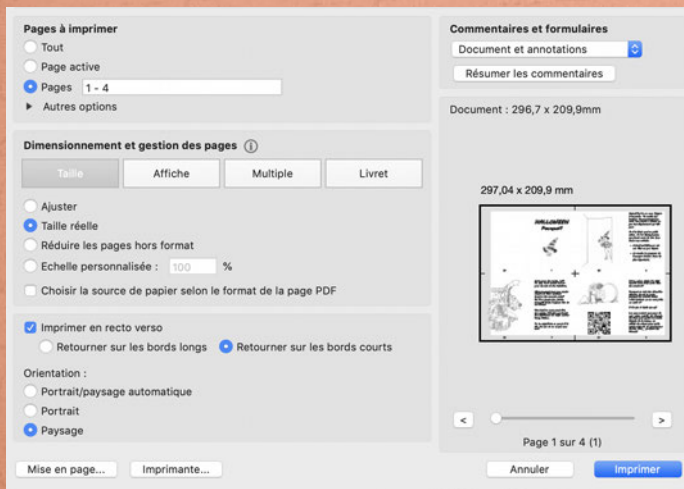 Pages à imprimer
Tout
Page active
Pages 1 - 4
Autres options
Dimensionnement et gestion des pages
Taille Affiche Multiple Livret
Ajuster
Taille réelle
Réduire les pages hors format
Echelle personnalisée : 100 %
Choisir la source de papier selon le format de la page PDF
Imprimer en recto verso
Retourner sur les bords longs Retourner sur les bords courts
Orientation :
Portrait/paysage automatique
Portrait
Paysage
Mise en page... Imprimante...
Commentaires et formulaires
Document et annotations
Résumer les commentaires
Document : 296,7 x 209,9mm
297,04 x 209,9 mm
HALLOWEEN
< >
Page 1 sur 4 (1)
Annuler Imprimer